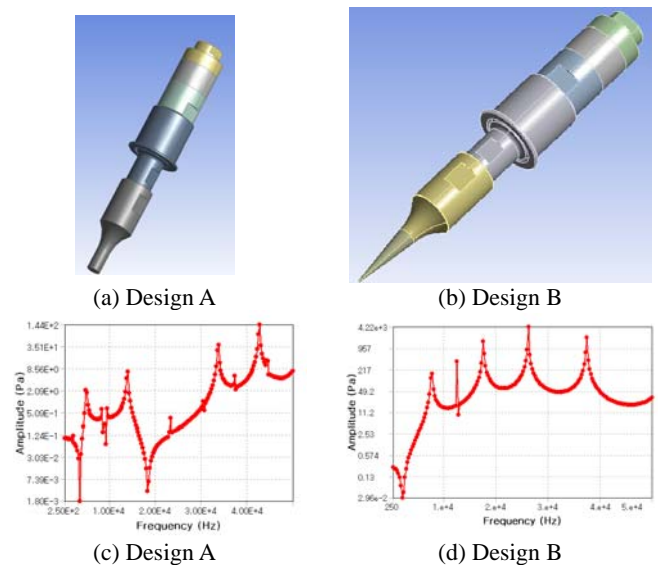 (a) Design A
(b) Design B
1.44E+2
3.51E+1
8.56E+0
2.09E+0
5.09E-1
1.24E-1
3.03E-2
7.39E-3
1.80E-3
Amplitude (Pa)
2.50E+2
1.00E+4
2.00E+4
3.00E+4
4.00E+4
Frequency (Hz)
4.22e+3
957
217
49.2
11.2
2.53
0.574
0.13
2.96e-2
Amplitude (Pa)
250
1.e+4
2.e+4
3.e+4
4.e+4
5.e+4
Frequency (Hz)
(c) Design A
(d) Design B